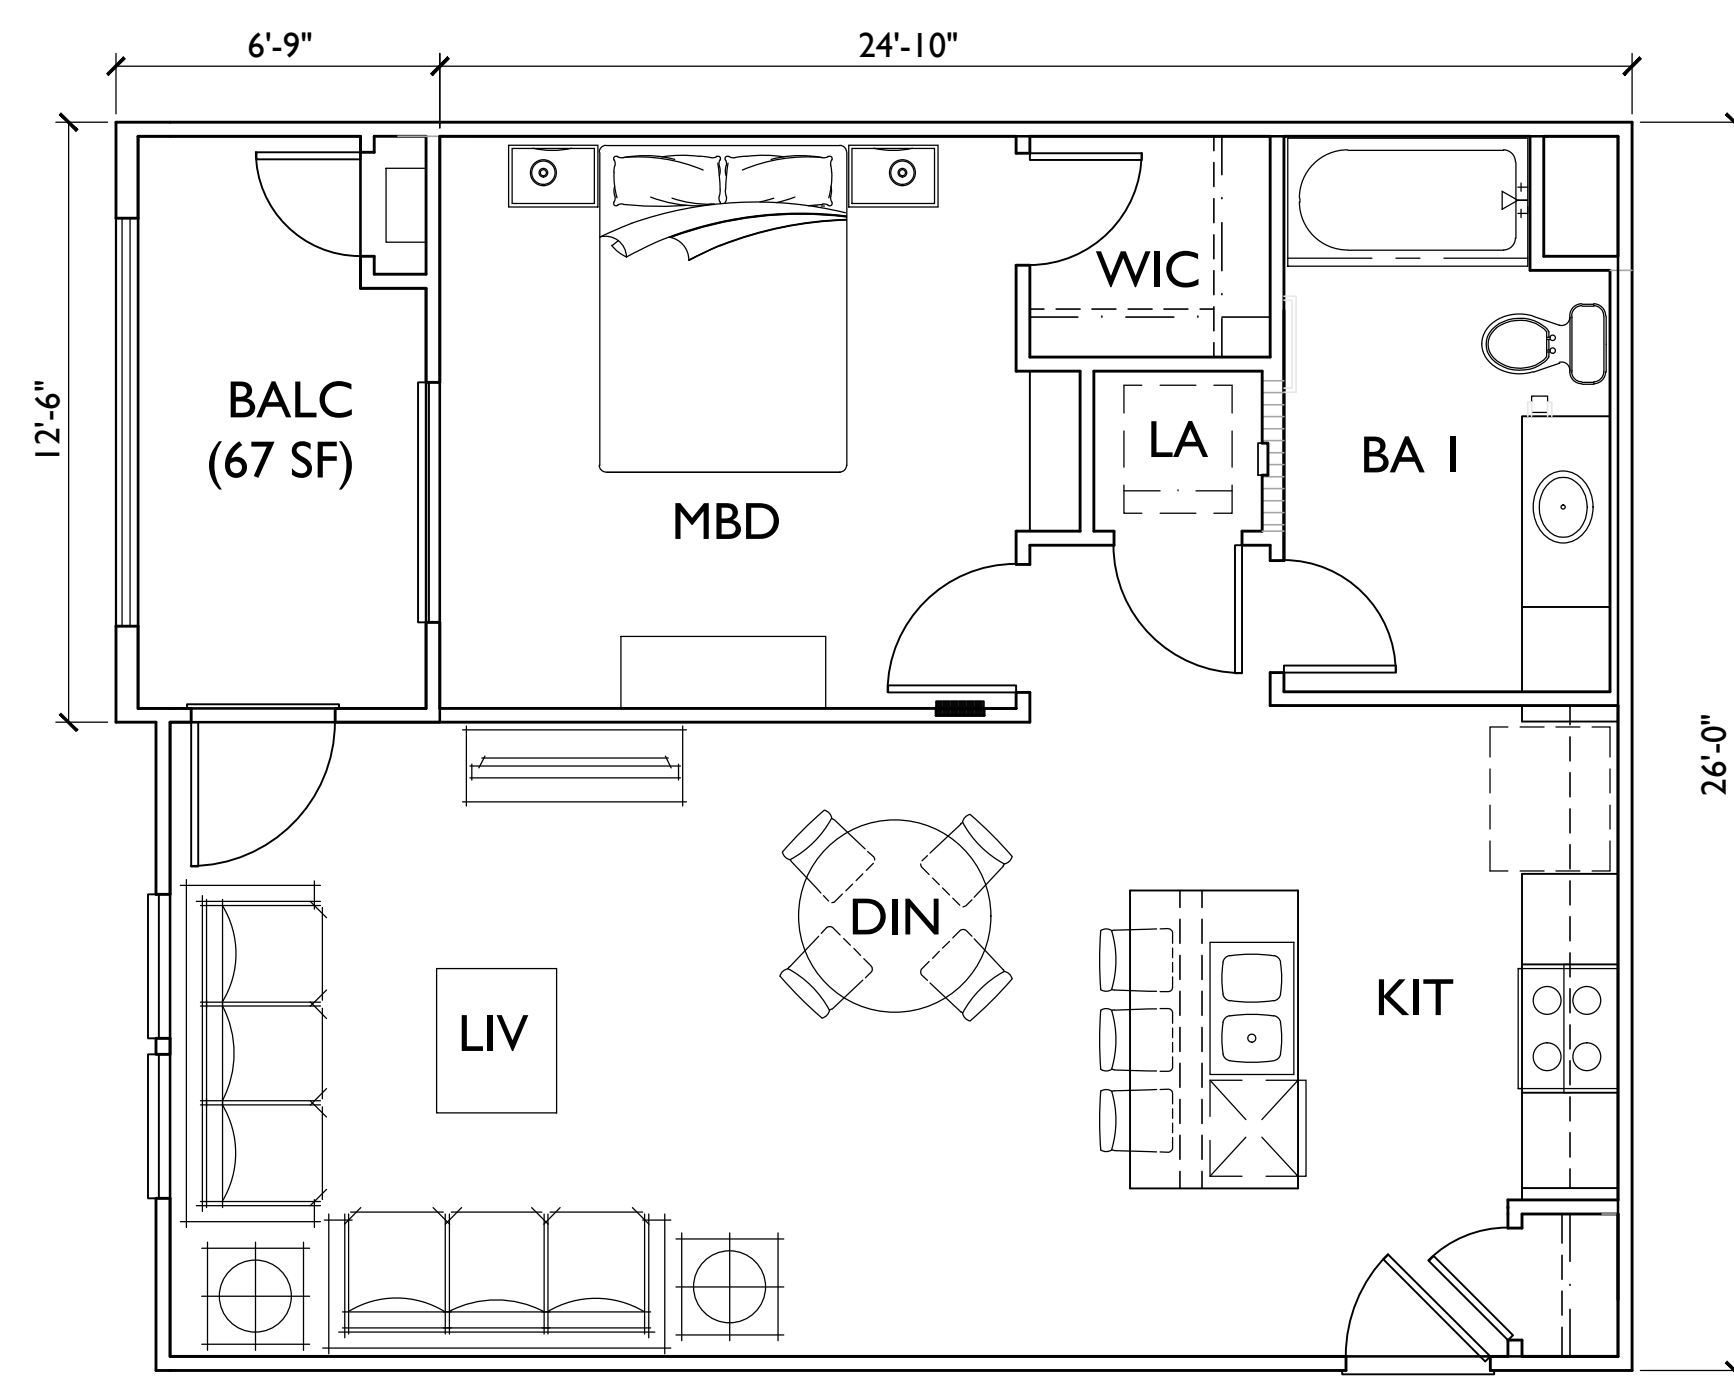 6'-9"
24'-10"
12'-6"
26'-0"
WIC
BALC
(67 SF)
LA
BA 1
MBD
DIN
KIT
LIV